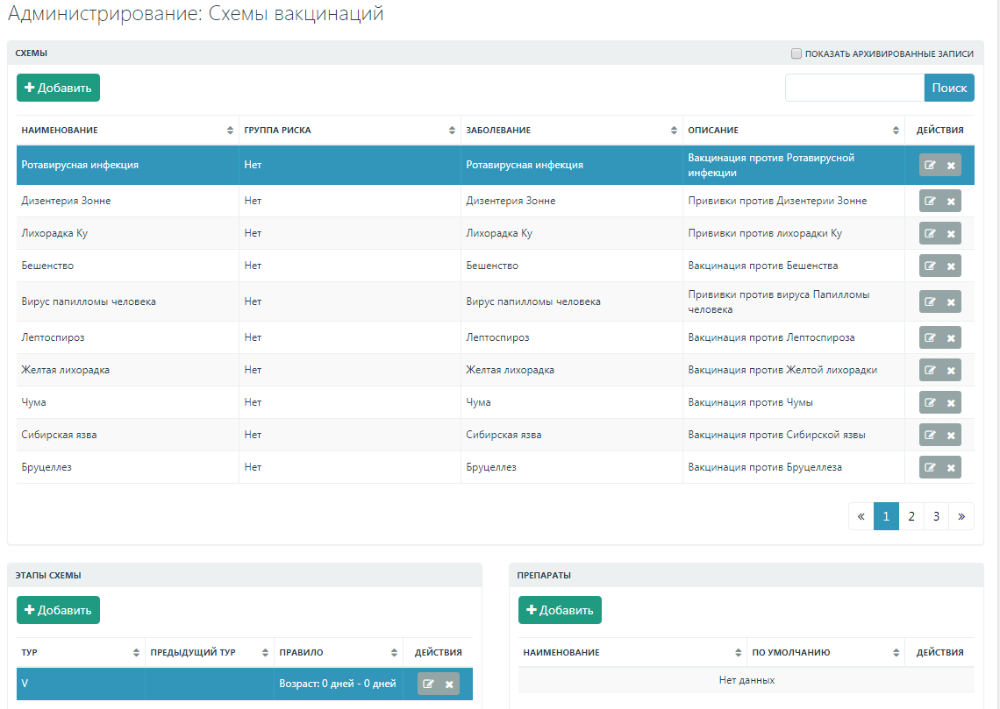 Администрирование: Схемы вакцинаций
СХЕМЫ
ПОКАЗАТЬ АРХИВИРОВАННЫЕ ЗАПИСИ
Добавить
Поиск
НАИМЕНОВАНИЕ ГРУППА РИСКА ЗАБОЛЕВАНИЕ ОПИСАНИЕ ДЕЙСТВИЯ
Ротавирусная инфекция Нет Ротавирусная инфекция Вакцинация против Ротавирусной
инфекции
Дизентерия Зонне Нет Дизентерия Зонне Прививки против Дизентерии Зонне
Лихорадка Ку Нет Лихорадка Ку Прививки против лихорадки Ку
Бешенство Нет Бешенство Вакцинация против Бешенства
Вирус папилломы человека Нет Вирус папилломы человека Прививки против вируса Папилломы
человека
Лептоспироз Нет Лептоспироз Вакцинация против Лептоспироза
Желтая лихорадка Нет Желтая лихорадка Вакцинация против Желтой лихорадки
Чума Нет Чума Вакцинация против Чумы
Сибирская язва Нет Сибирская язва Вакцинация против Сибирской язвы
Бруцеллез Нет Бруцеллез Вакцинация против Бруцеллеза
« 1 2 3 »
ЭТАПЫ СХЕМЫ
Добавить
ТУР ПРЕДЫДУЩИЙ ТУР ПРАВИЛО ДЕЙСТВИЯ
V Возраст: 0 дней - 0 дней
ПРЕПАРАТЫ
Добавить
НАИМЕНОВАНИЕ ПО УМОЛЧАНИЮ ДЕЙСТВИЯ
Нет данных